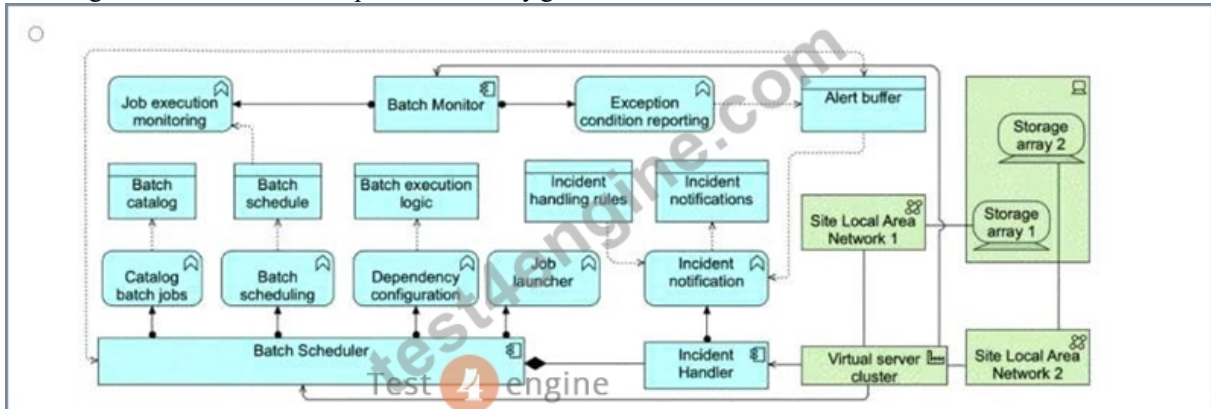 Job execution
monitoring
Batch Monitor
Exception
condition reporting
Alert buffer
Storage
array 2
Batch
catalog
Batch
schedule
Batch execution
logic
Incident
handling rules
Incident
notifications
Site Local Area
Network 1
Storage
array 1
Catalog
batch jobs
Batch
scheduling
Dependency
configuration
Job
launcher
Incident
notification
Batch Scheduler
Incident
Handler
Virtual server
cluster
Site Local Area
Network 2
test4engine.com
Test 4 engine